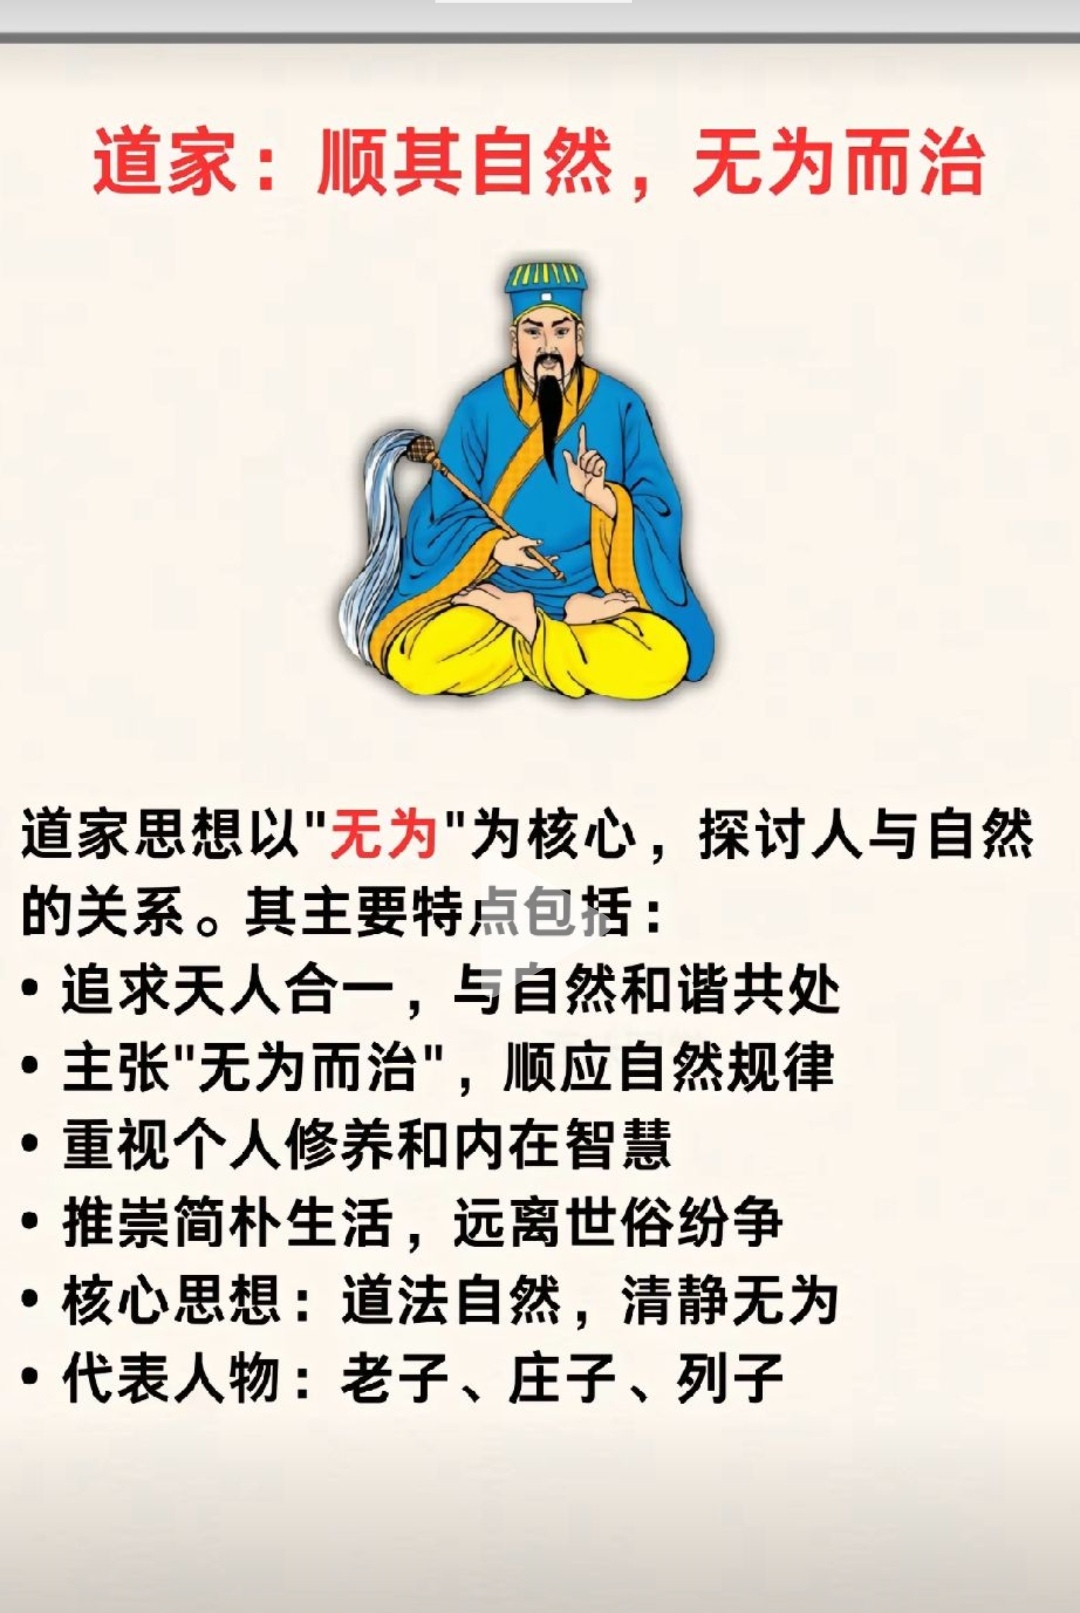 道家：顺其自然，无为而治
道家思想以"无为"为核心，探讨人与自然
的关系。其主要特点包括：
• 追求天人合一，与自然和谐共处
• 主张"无为而治"，顺应自然规律
• 重视个人修养和内在智慧
• 推崇简朴生活，远离世俗纷争
• 核心思想：道法自然，清静无为
• 代表人物：老子、庄子、列子